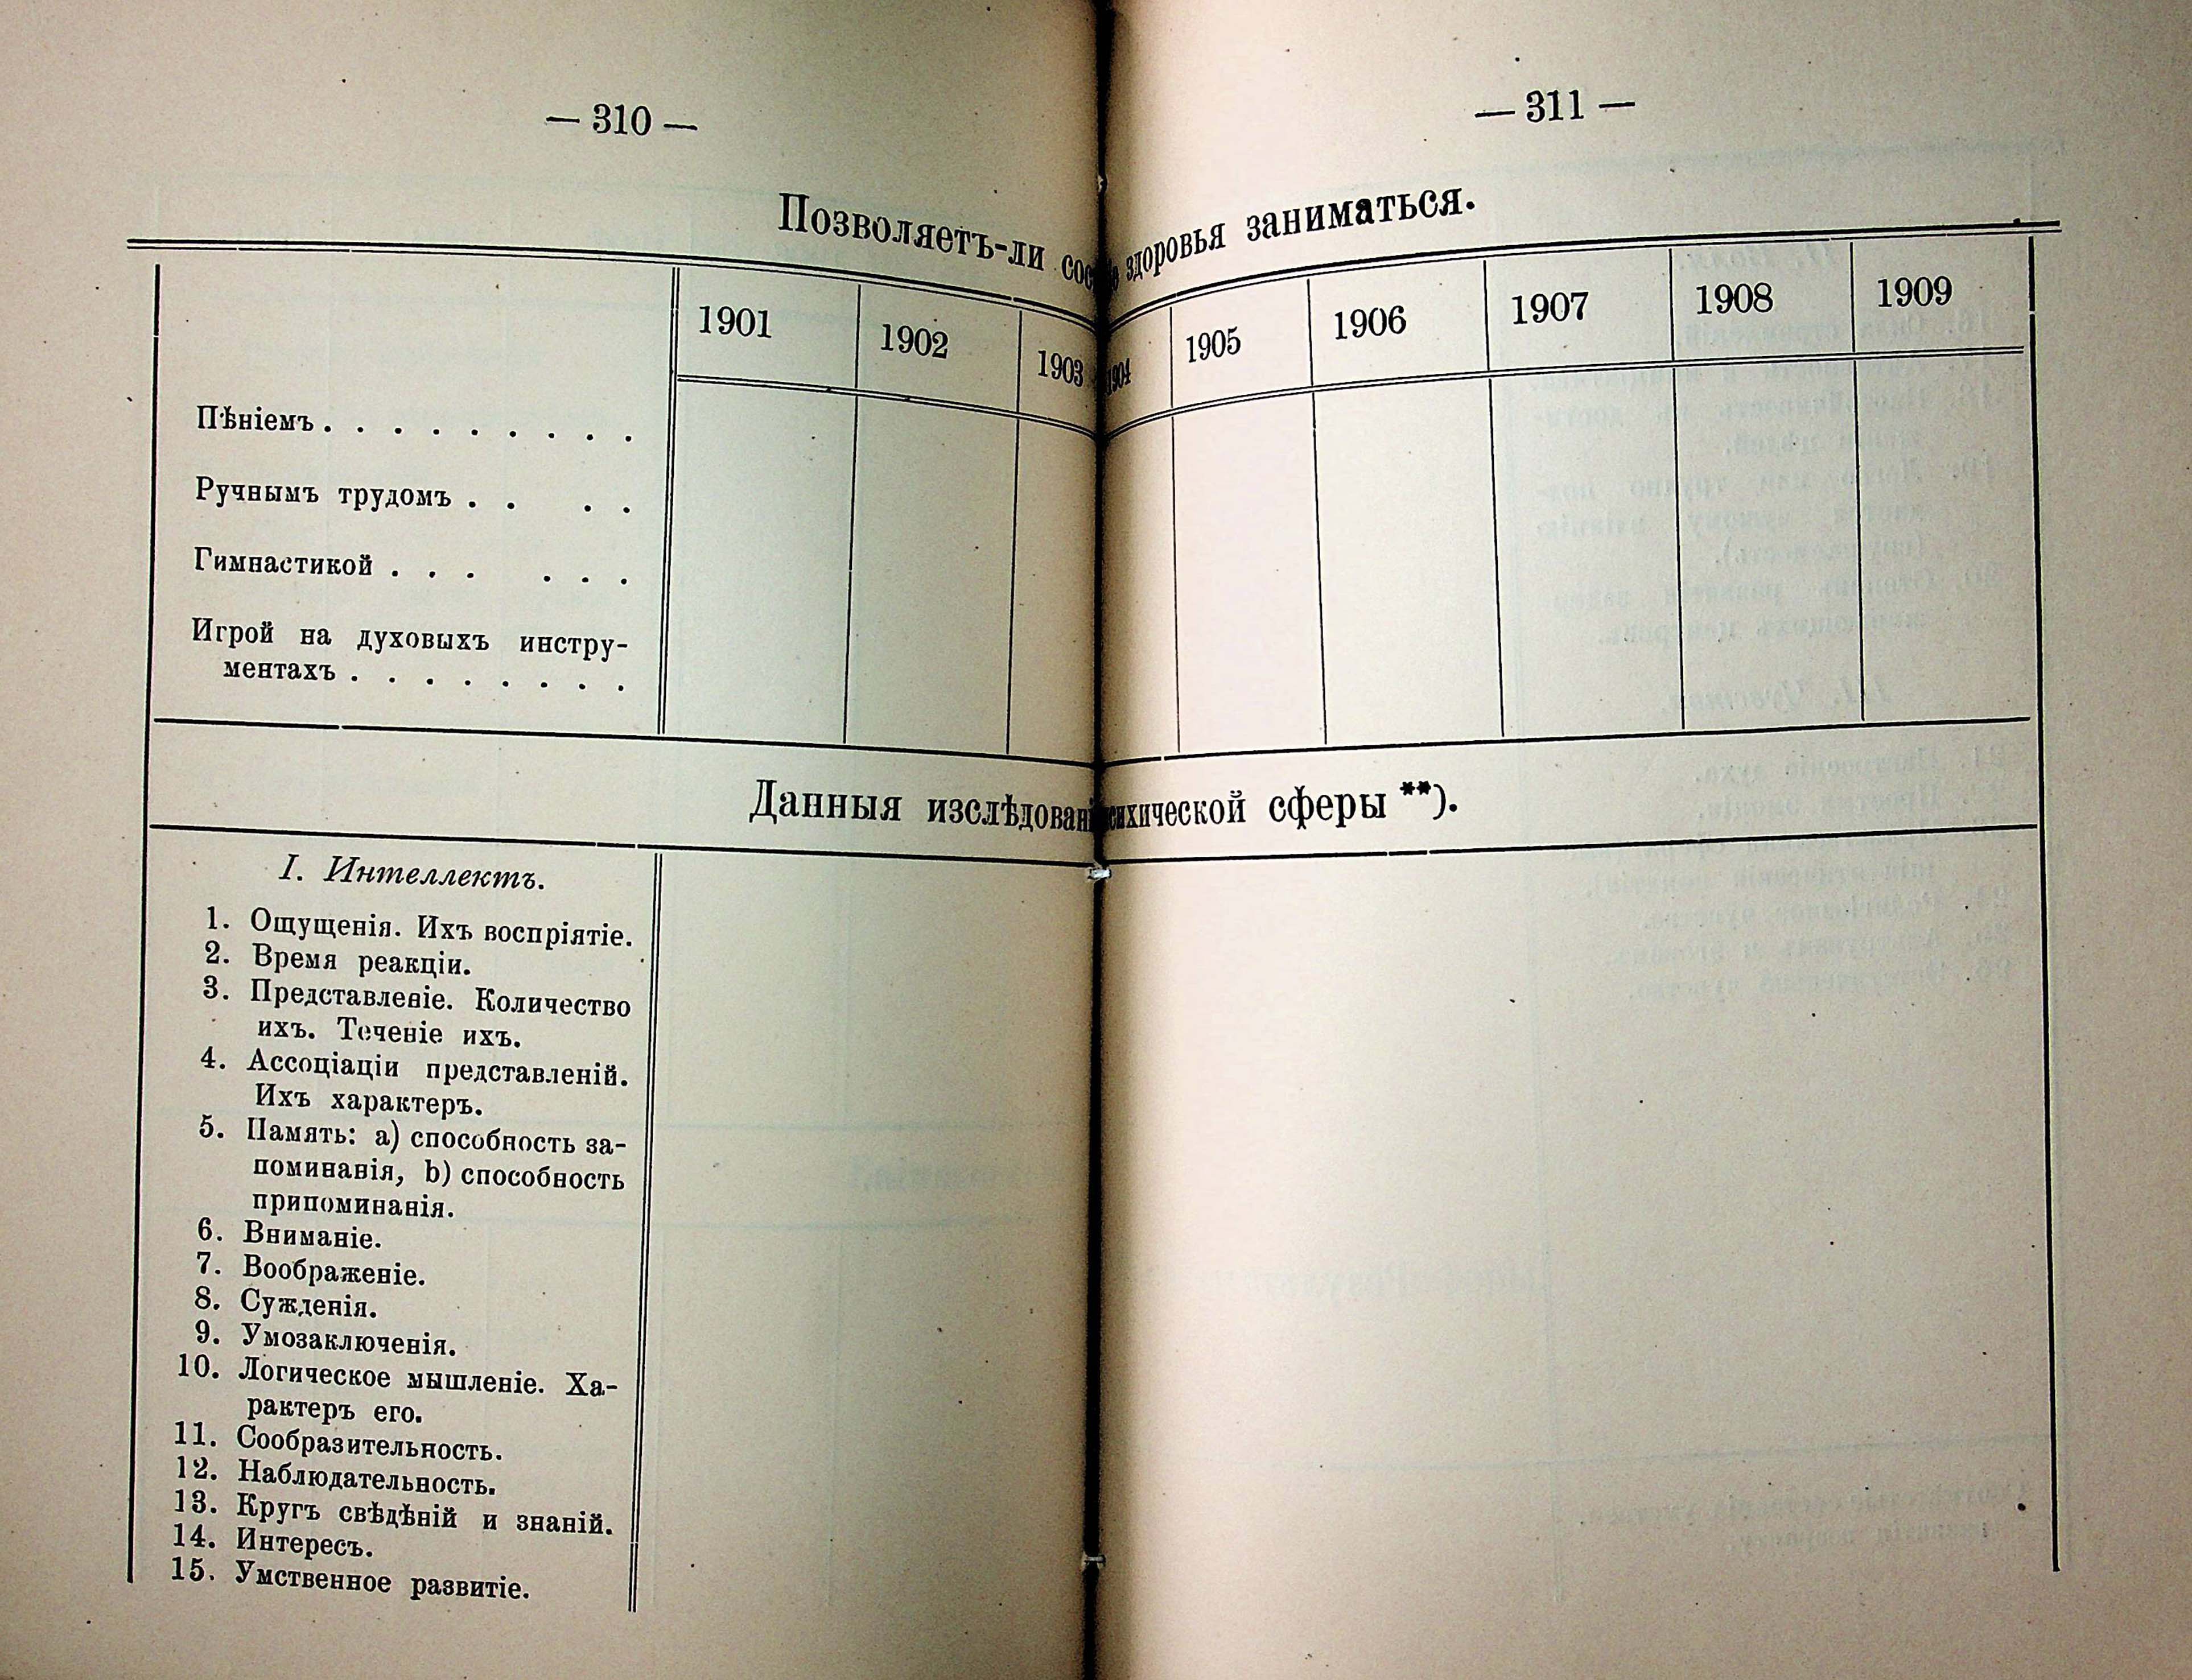 — 310 —
— 311 —
Позволяетъ-ли сос здоровья заниматься.
1901 1902 1903 1904 1905 1906 1907 1908 1909
Пѣніемъ . . . . . . . . .
Ручнымъ трудомъ . . . .
Гимнастикой . . . . . .
Игрой на духовыхъ инстру-
ментахъ . . . . . . . .
Данныя изслѣдован сихической сферы **).
I. Интеллектъ.
1. Ощущенія. Ихъ воспріятіе.
2. Время реакціи.
3. Представленіе. Количество
ихъ. Теченіе ихъ.
4. Ассоціаціи представленій.
Ихъ характеръ.
5. Память: a) способность за-
поминанія, b) способность
припоминанія.
6. Вниманіе.
7. Воображеніе.
8. Сужденія.
9. Умозаключенія.
10. Логическое мышленіе. Ха-
рактеръ его.
11. Сообразительность.
12. Наблюдательность.
13. Кругъ свѣдѣній и знаній.
14. Интересъ.
15. Умственное развитіе.